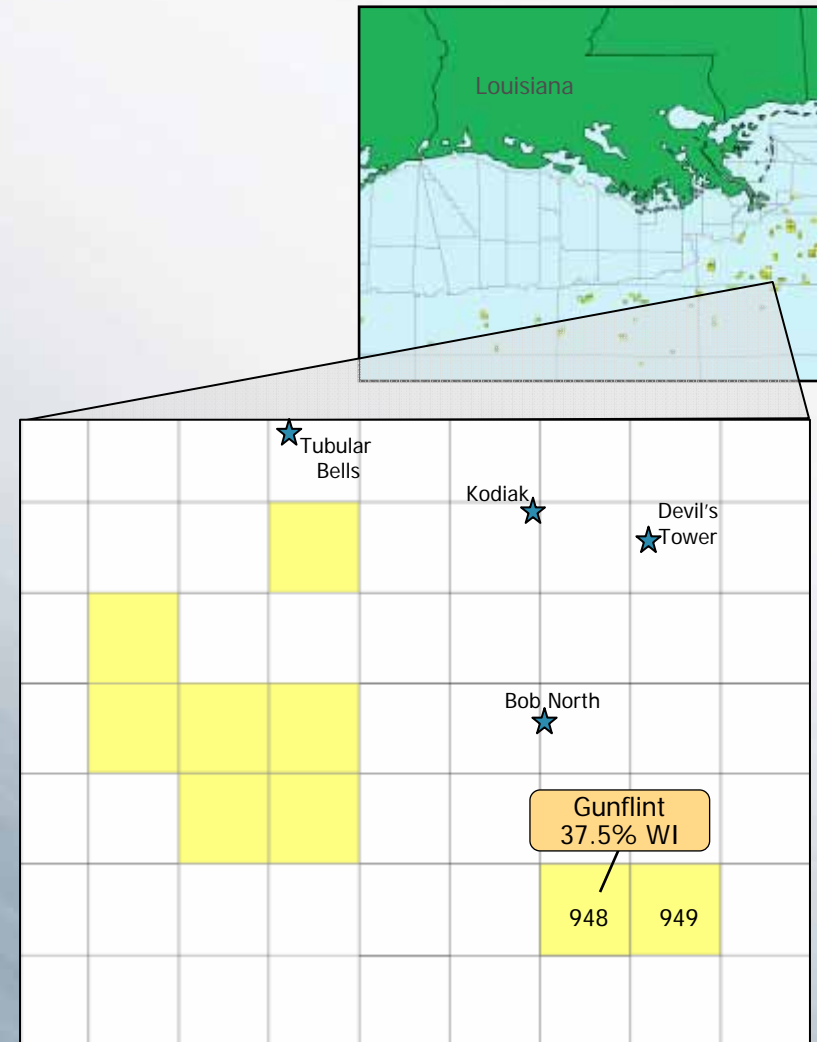 Louisiana
Tubular
Bells
Kodiak
Devil's
Tower
Bob North
Gunflint
37.5% WI
948
949